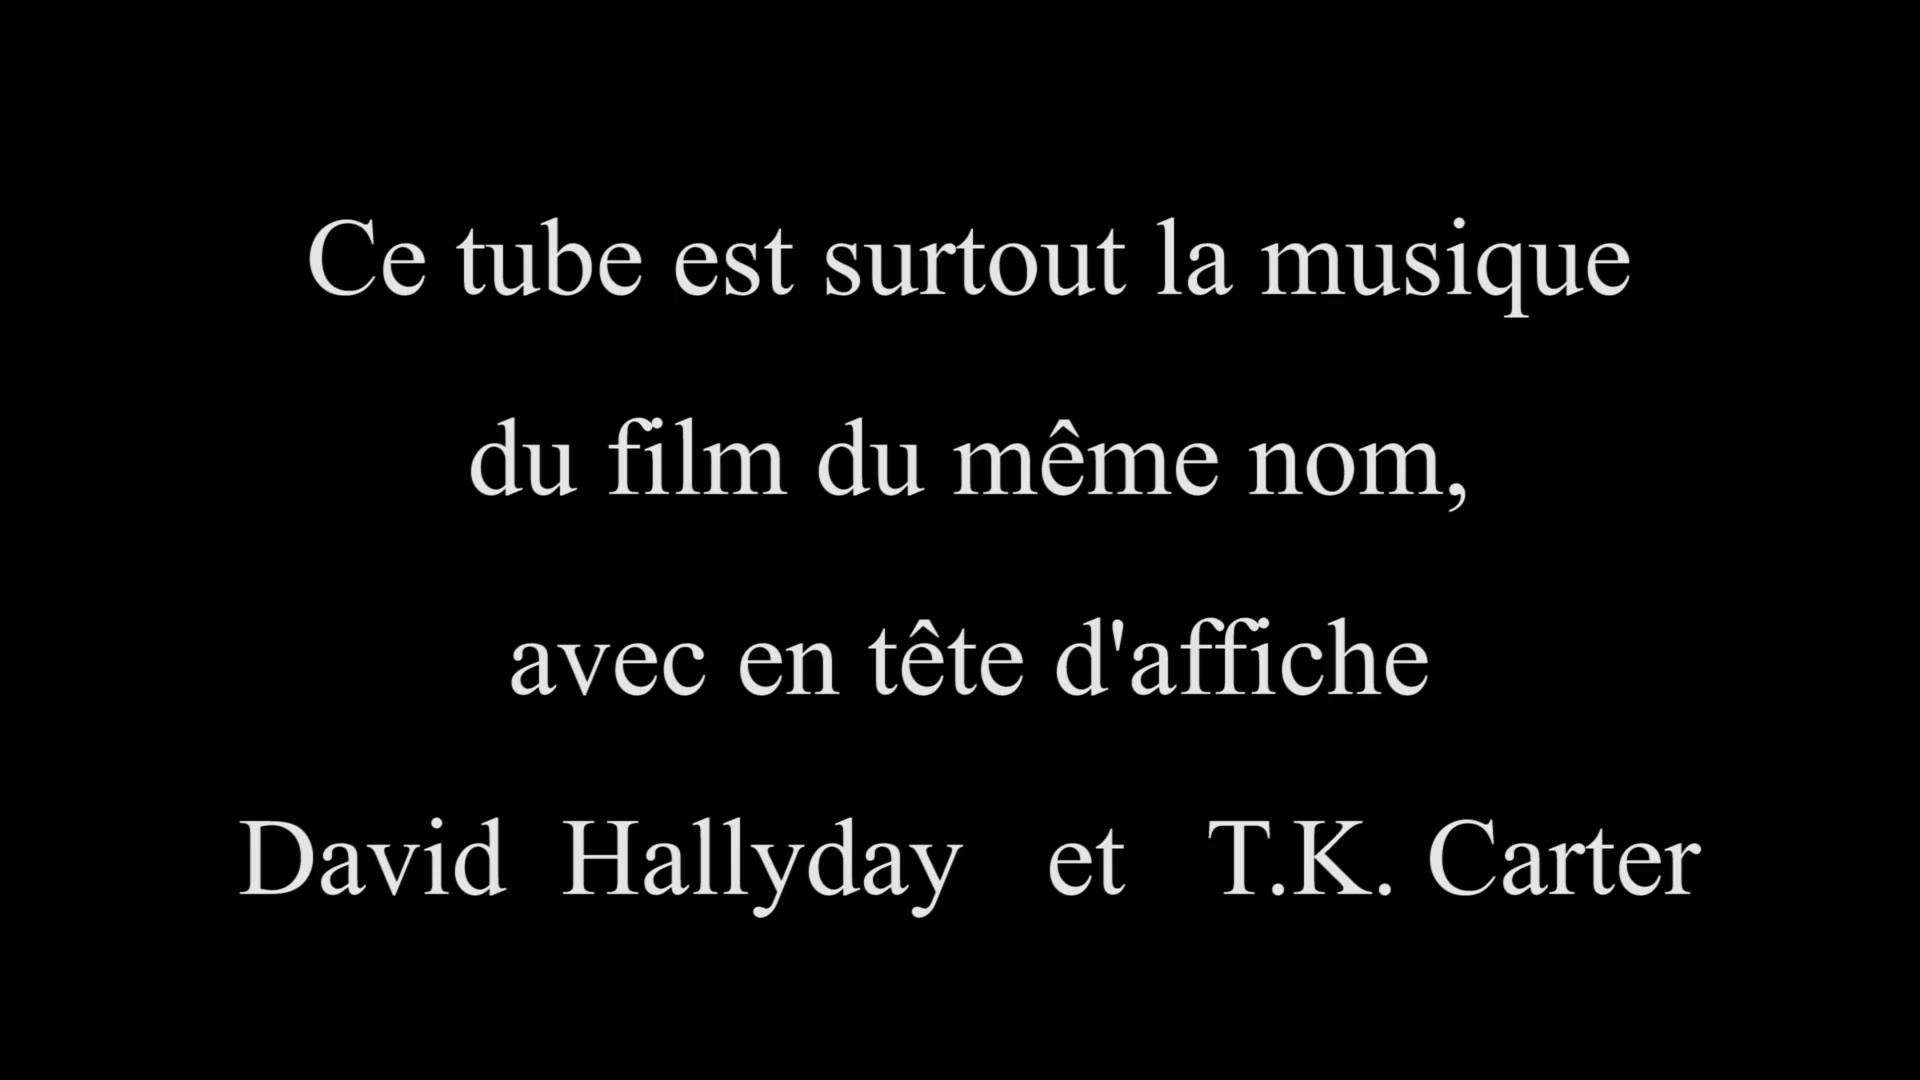 Ce tube est surtout la musique
du film du même nom,
avec en tête d'affiche
David Hallyday et T.K. Carter